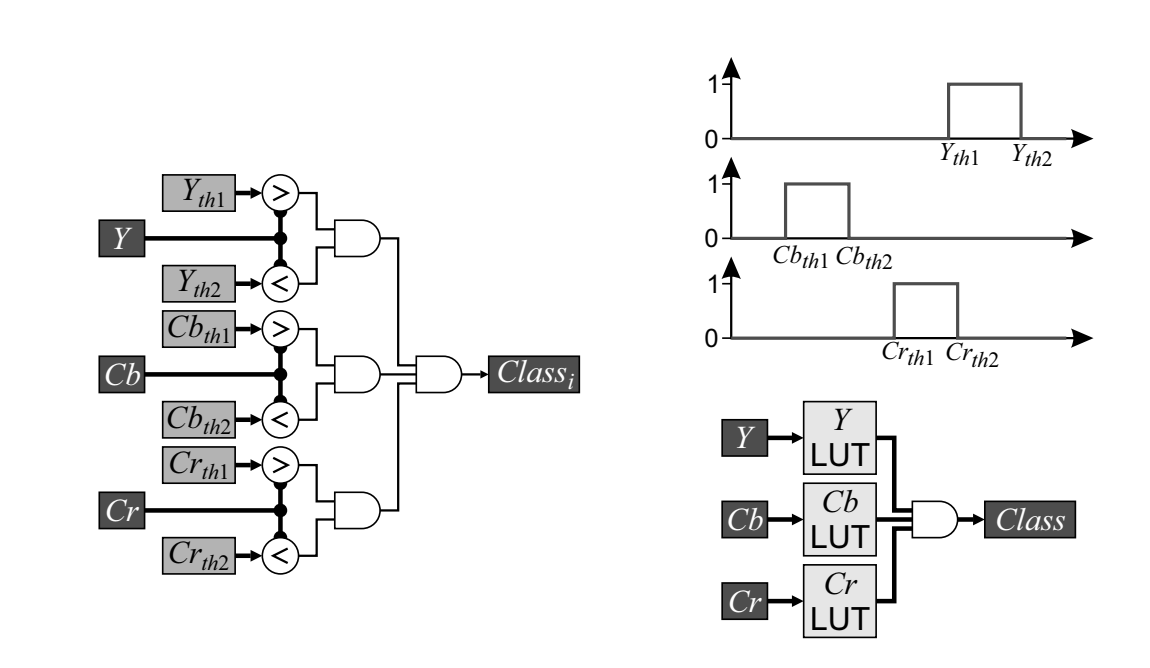 Y_th1
>
Y
Y_th2
<
Cb_th1
>
Cb
Class_i
Cb_th2
<
Cr_th1
>
Cr
Cr_th2
<
1
0
Y_th1 Y_th2
1
0
Cb_th1 Cb_th2
1
0
Cr_th1 Cr_th2
Y
Y
LUT
Cb
Cb
LUT
Class
Cr
Cr
LUT